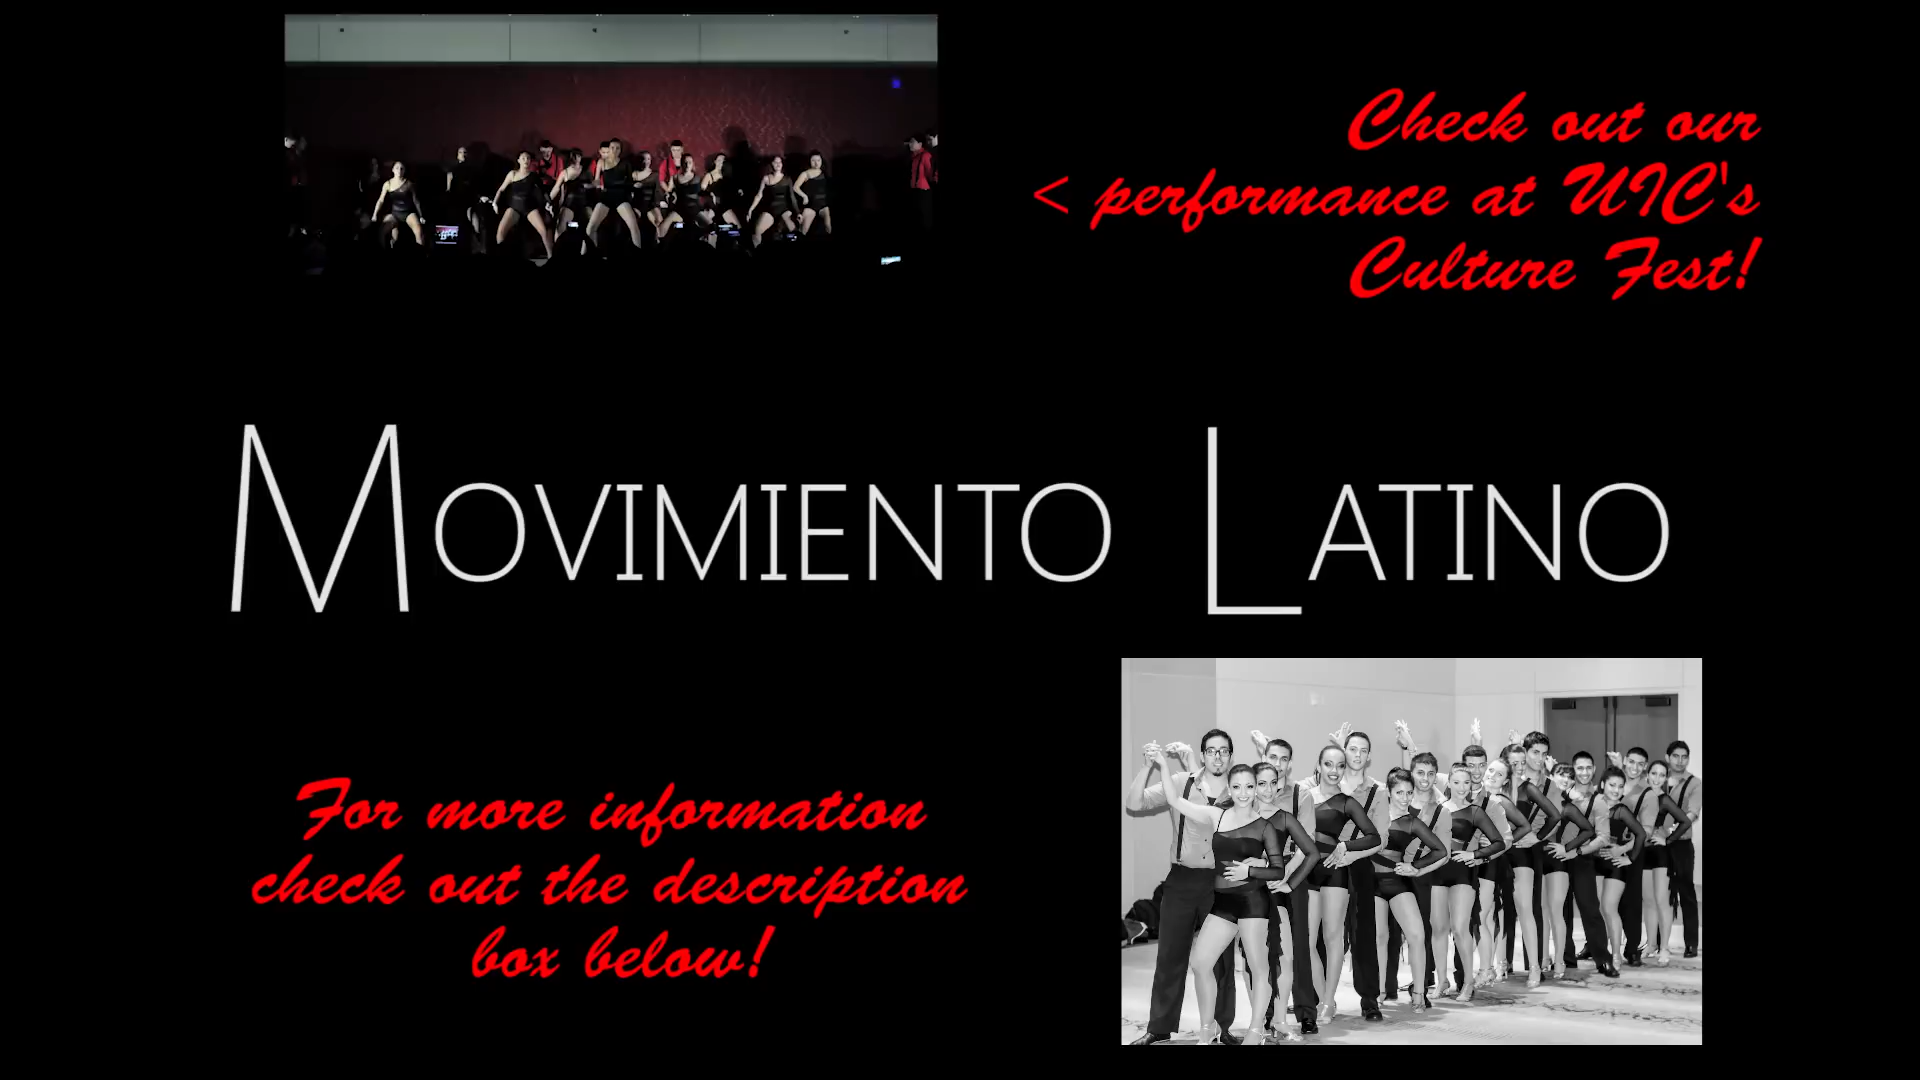 Check out our
< performance at UIC's
Culture Fest!
Movimiento Latino
For more information
check out the description
box below!